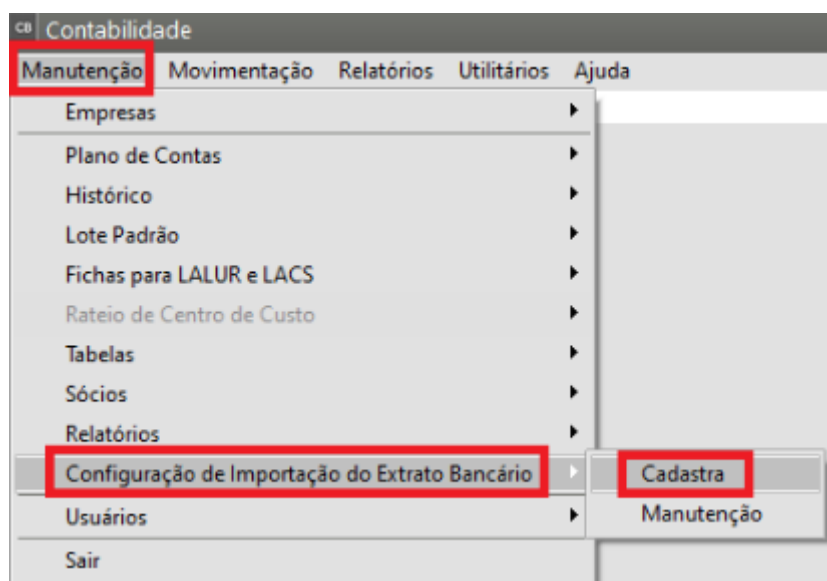 CB Contabilidade
Manutenção Movimentação Relatórios Utilitários Ajuda
Empresas
Plano de Contas
Histórico
Lote Padrão
Fichas para LALUR e LACS
Rateio de Centro de Custo
Tabelas
Sócios
Relatórios
Configuração de Importação do Extrato Bancário
Cadastra
Usuários
Manutenção
Sair